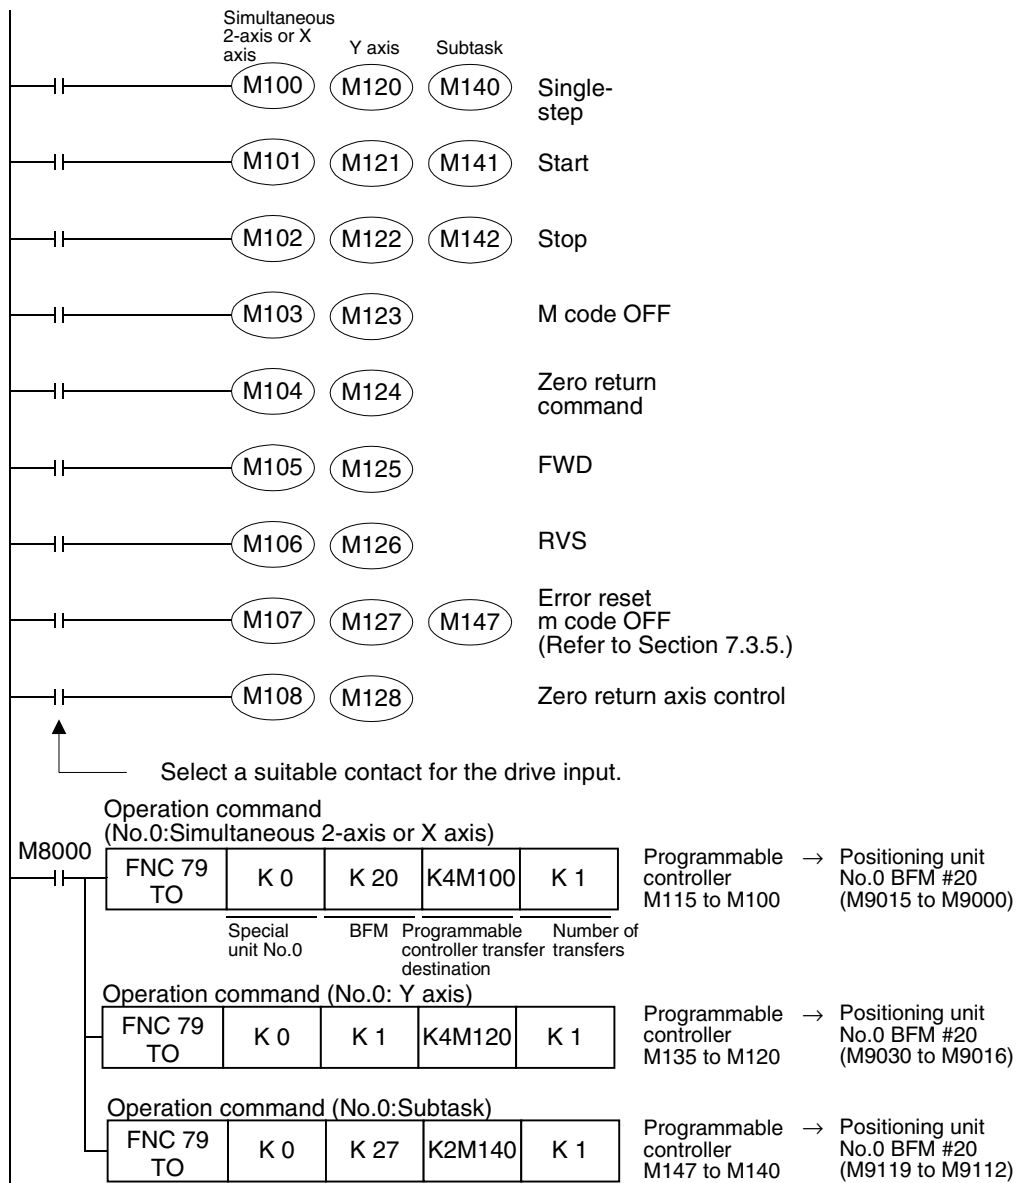 Simultaneous
2-axis or X
axis
Y axis
Subtask
M100 M120 M140 Single-
step
M101 M121 M141 Start
M102 M122 M142 Stop
M103 M123 M code OFF
M104 M124 Zero return
command
M105 M125 FWD
M106 M126 RVS
M107 M127 M147 Error reset
m code OFF
(Refer to Section 7.3.5.)
M108 M128 Zero return axis control
Select a suitable contact for the drive input.
Operation command
(No.0:Simultaneous 2-axis or X axis)
M8000
FNC 79
TO
K 0
K 20
K4M100
K 1
Programmable → Positioning unit
controller No.0 BFM #20
M115 to M100 (M9015 to M9000)
Special
unit No.0
BFM
Programmable
controller transfer
destination
Number of
transfers
Operation command (No.0: Y axis)
FNC 79
TO
K 0
K 1
K4M120
K 1
Programmable → Positioning unit
controller No.0 BFM #20
M135 to M120 (M9030 to M9016)
Operation command (No.0:Subtask)
FNC 79
TO
K 0
K 27
K2M140
K 1
Programmable → Positioning unit
controller No.0 BFM #20
M147 to M140 (M9119 to M9112)